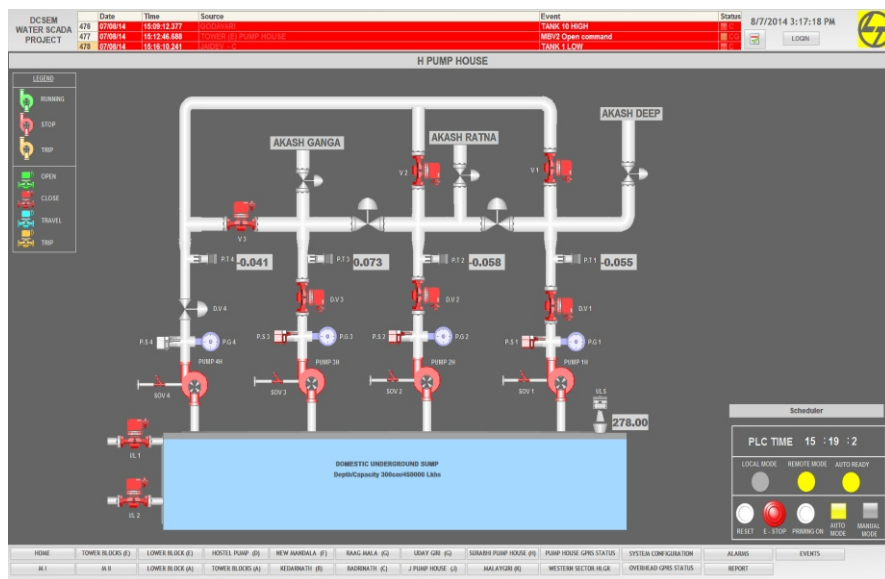 DCSEM
WATER SCADA
PROJECT
Date Time Source Event Status
476 07/08/14 15:09:12.377 GODAVARI TANK 10 HIGH C
477 07/08/14 15:12:46.688 TOWER (E) PUMP HOUSE MBV2 Open command CG
478 07/08/14 15:16:10.241 JAIDEV - C TANK 1 LOW C
8/7/2014 3:17:18 PM
LOGIN
H PUMP HOUSE
LEGEND
RUNNING
STOP
TRIP
OPEN
CLOSE
TRAVEL
TRIP
AKASH GANGA
AKASH RATNA
AKASH DEEP
V 2
V 1
V 3
P.T 4 -0.041
P.T 3 0.073
P.T 2 -0.058
P.T 1 -0.055
D.V 4
D.V 3
D.V 2
D.V 1
P.S 4 P.G 4
P.S 3 P.G 3
P.S 2 P.G 2
P.S 1 P.G 1
PUMP 4H
PUMP 3H
PUMP 2H
PUMP 1H
SOV 4
SOV 3
SOV 2
SOV 1
U.L.S
278.00
I/L 1
I/L 2
DOMESTIC UNDERGROUND SUMP
Depth/Capacity 300cm/450000 Lkhs
Scheduler
PLC TIME 15 : 19 : 2
LOCAL MODE REMOTE MODE AUTO READY
RESET E - STOP PRIMING ON AUTO MODE MANUAL MODE
HOME TOWER BLOCKS (E) LOWER BLOCK (E) HOSTEL PUMP (D) NEW MANDALA (F) RAAG MALA (G) UDAY GIRI (G) SURABHI PUMP HOUSE (H) PUMP HOUSE GPRS STATUS SYSTEM CONFIGURATION ALARMS EVENTS
M I M II LOWER BLOCK (A) TOWER BLOCKS (A) KEDARNATH (B) BADRINATH (C) J PUMP HOUSE (J) MALAYGIRI (K) WESTERN SECTOR HLGR OVERHEAD GPRS STATUS REPORT